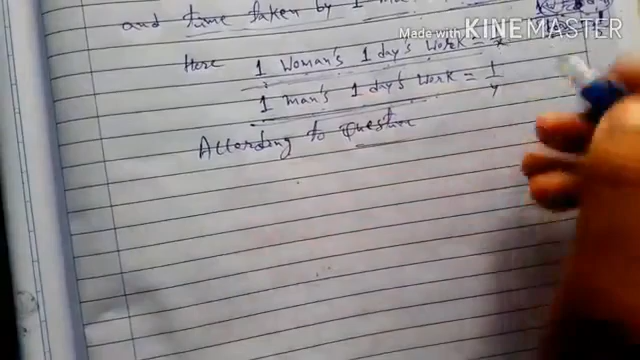 and time taken by 1
Made with KINEMASTER
Here 1 Woman's 1 day's work = 1/x
1 man's 1 day's work = 1/y
According to Question